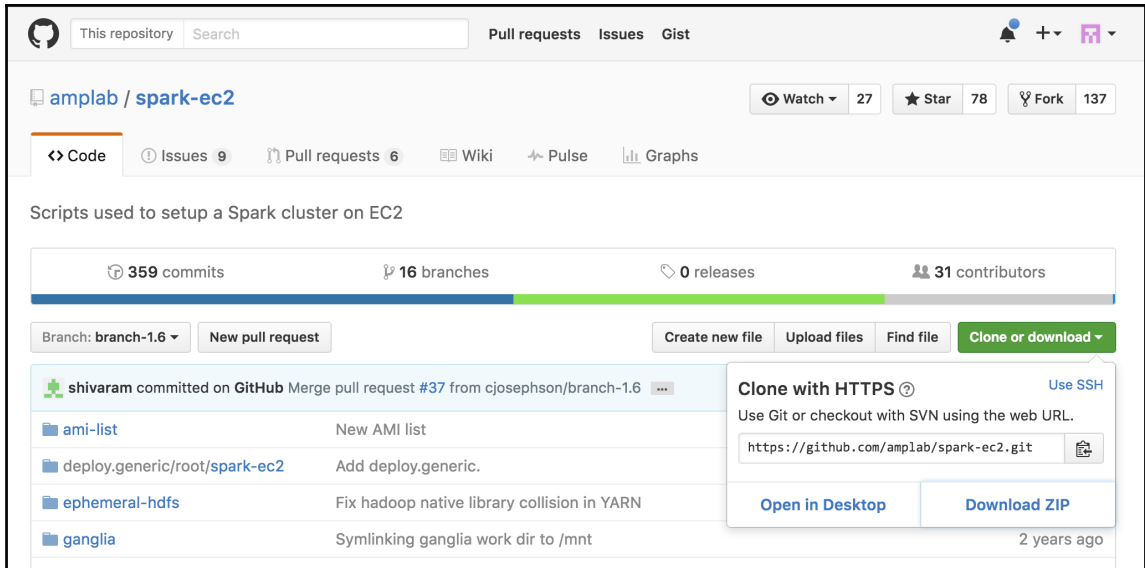 This repository Search Pull requests Issues Gist
amplab / spark-ec2 Watch 27 Star 78 Fork 137
Code Issues 9 Pull requests 6 Wiki Pulse Graphs
Scripts used to setup a Spark cluster on EC2
359 commits 16 branches 0 releases 31 contributors
Branch: branch-1.6 New pull request Create new file Upload files Find file Clone or download
shivaram committed on GitHub Merge pull request #37 from cjosephson/branch-1.6 ...
Clone with HTTPS ? Use SSH
Use Git or checkout with SVN using the web URL.
https://github.com/amplab/spark-ec2.git
Open in Desktop Download ZIP
ami-list New AMI list
deploy.generic/root/spark-ec2 Add deploy.generic.
ephemeral-hdfs Fix hadoop native library collision in YARN
ganglia Symlinking ganglia work dir to /mnt 2 years ago